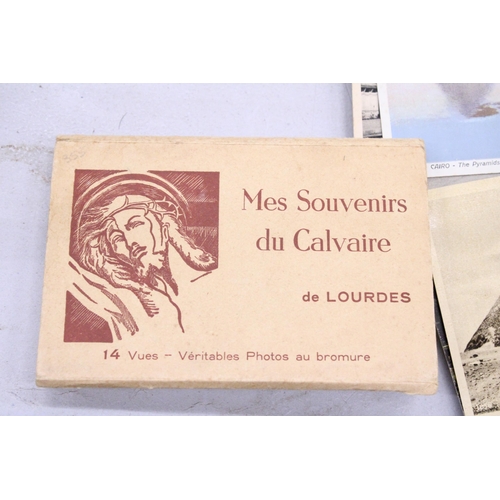 Mes Souvenirs
du Calvaire
de LOURDES
14 Vues - Véritables Photos au bromure
CAIRO - The Pyramids